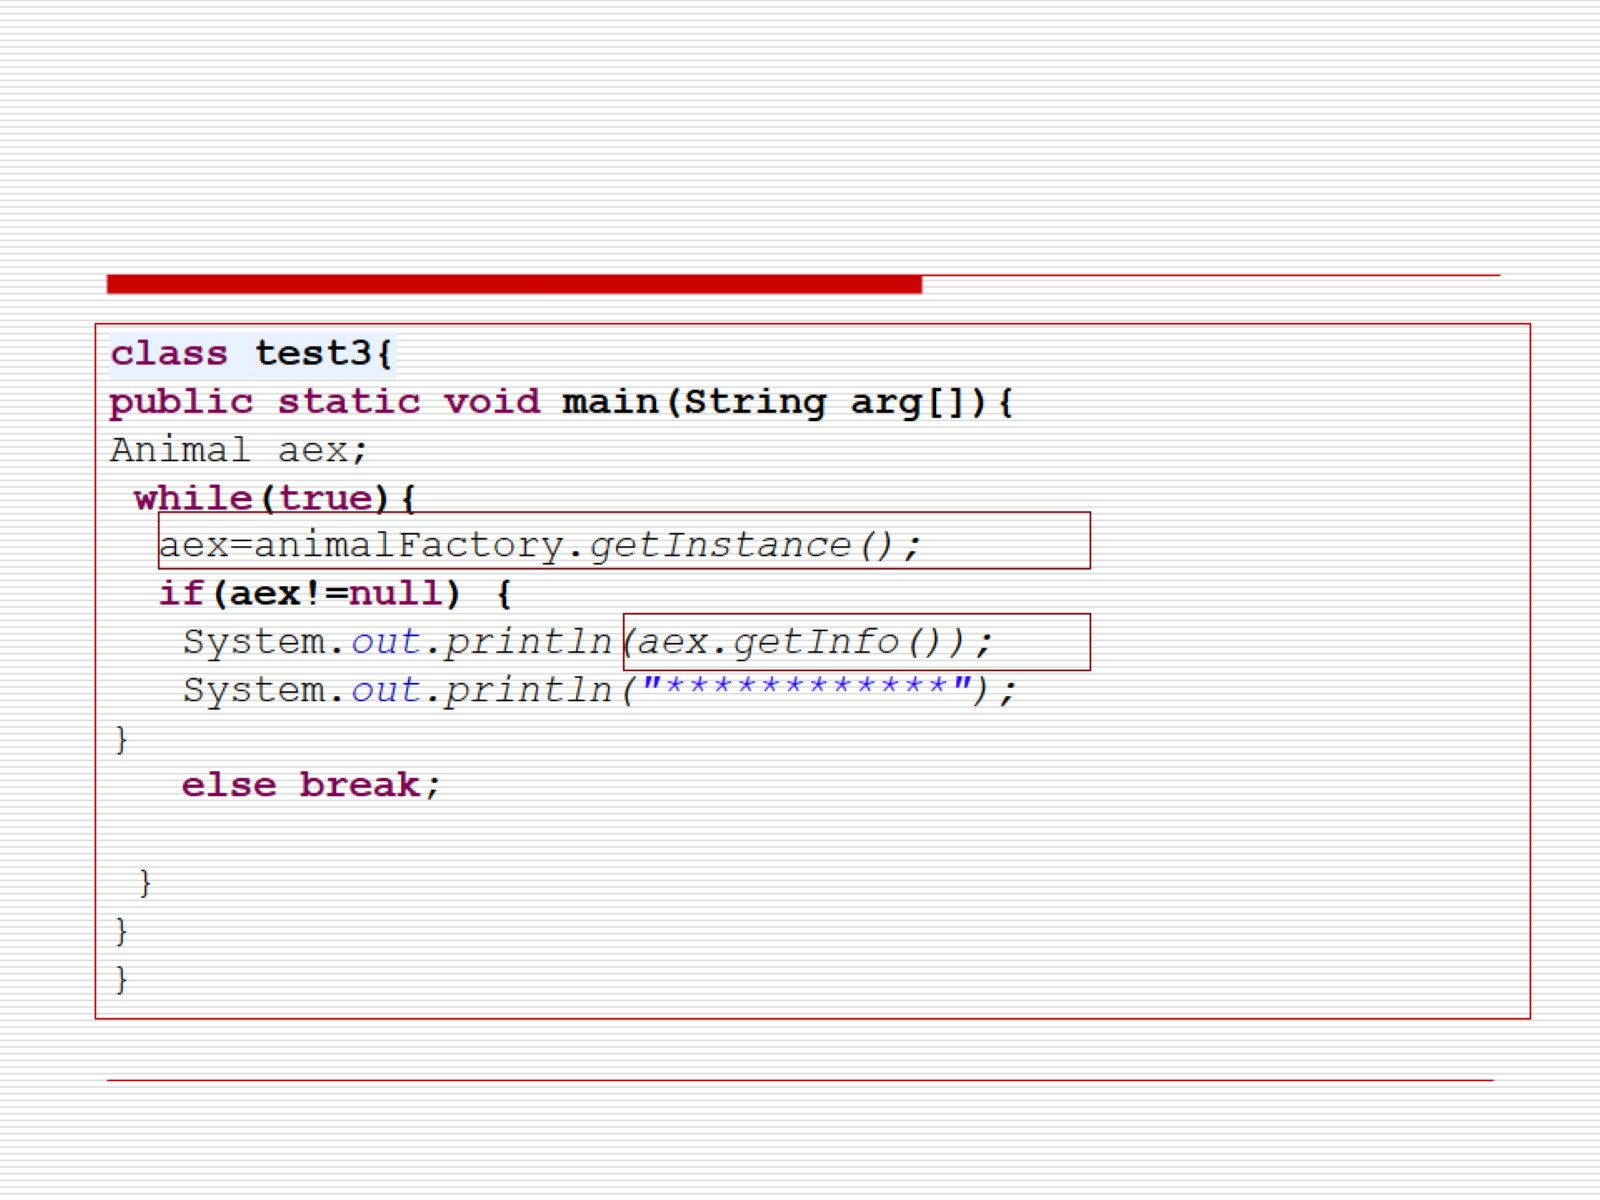 class test3{
public static void main(String arg[]){
Animal aex;
while(true){
aex=animalFactory.getInstance();
if(aex!=null) {
System.out.println(aex.getInfo());
System.out.println("************");
}
else break;
}
}
}